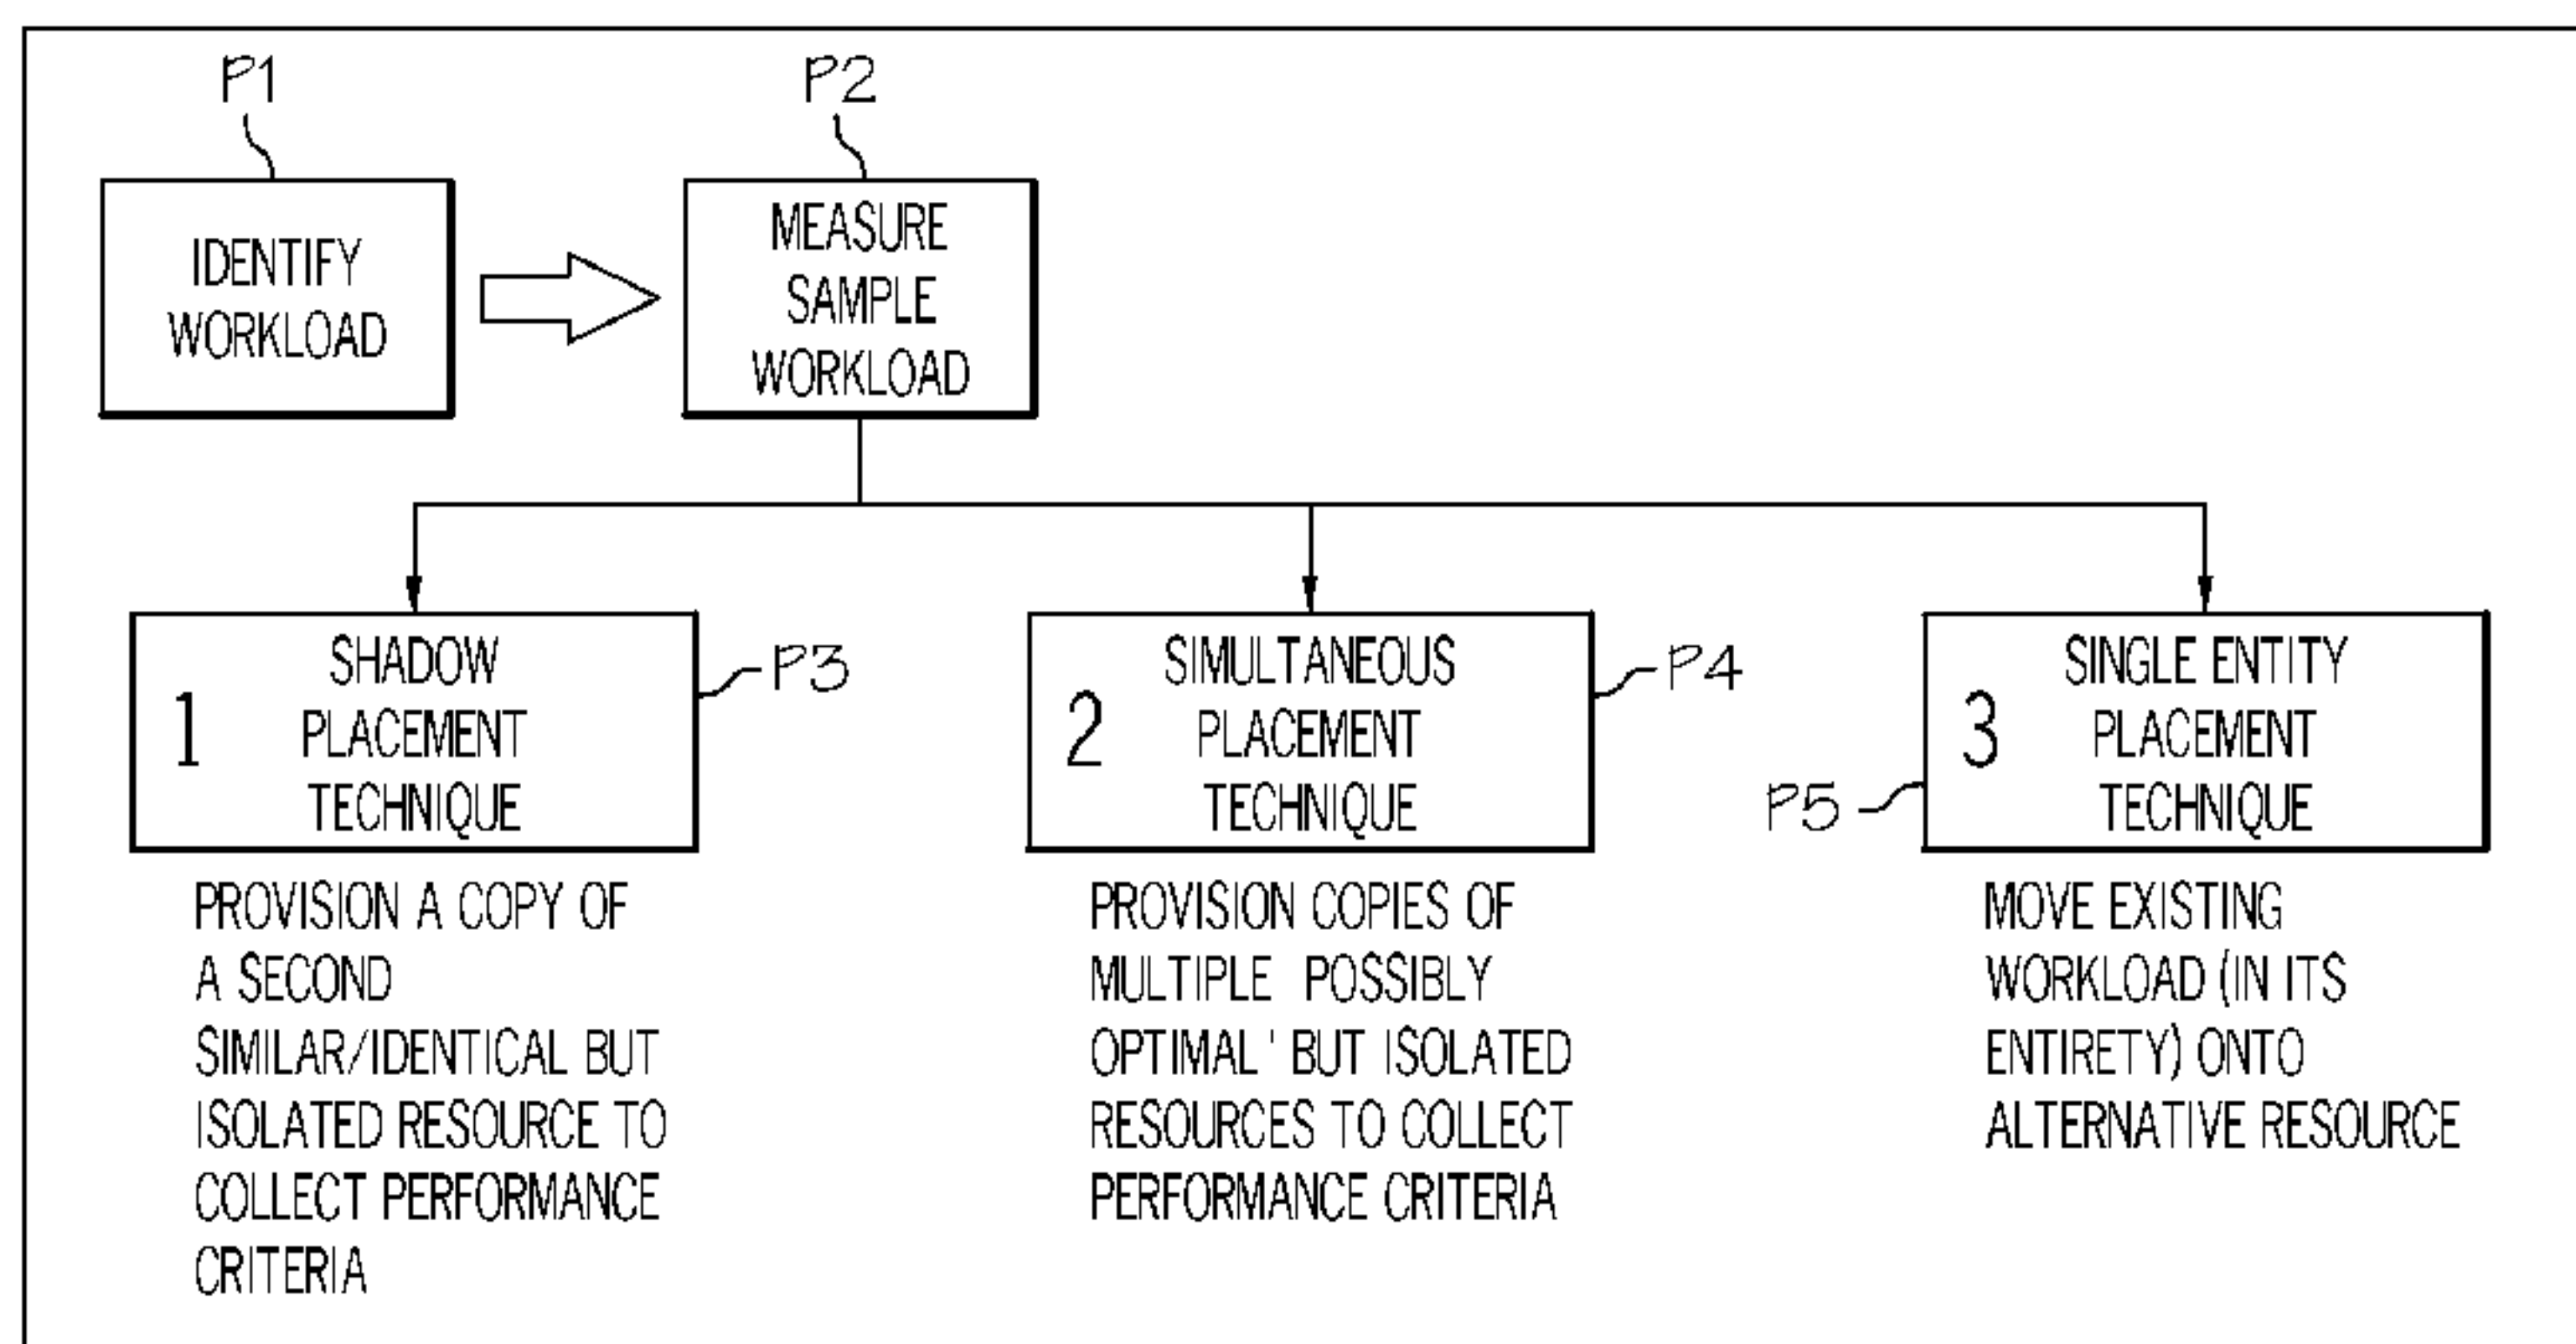 P1
P2
IDENTIFY
WORKLOAD
MEASURE
SAMPLE
WORKLOAD
1
SHADOW
PLACEMENT
TECHNIQUE
P3
PROVISION A COPY OF
A SECOND
SIMILAR/IDENTICAL BUT
ISOLATED RESOURCE TO
COLLECT PERFORMANCE
CRITERIA
2
SIMULTANEOUS
PLACEMENT
TECHNIQUE
P4
PROVISION COPIES OF
MULTIPLE POSSIBLY
OPTIMAL' BUT ISOLATED
RESOURCES TO COLLECT
PERFORMANCE CRITERIA
3
SINGLE ENTITY
PLACEMENT
TECHNIQUE
P5
MOVE EXISTING
WORKLOAD (IN ITS
ENTIRETY) ONTO
ALTERNATIVE RESOURCE